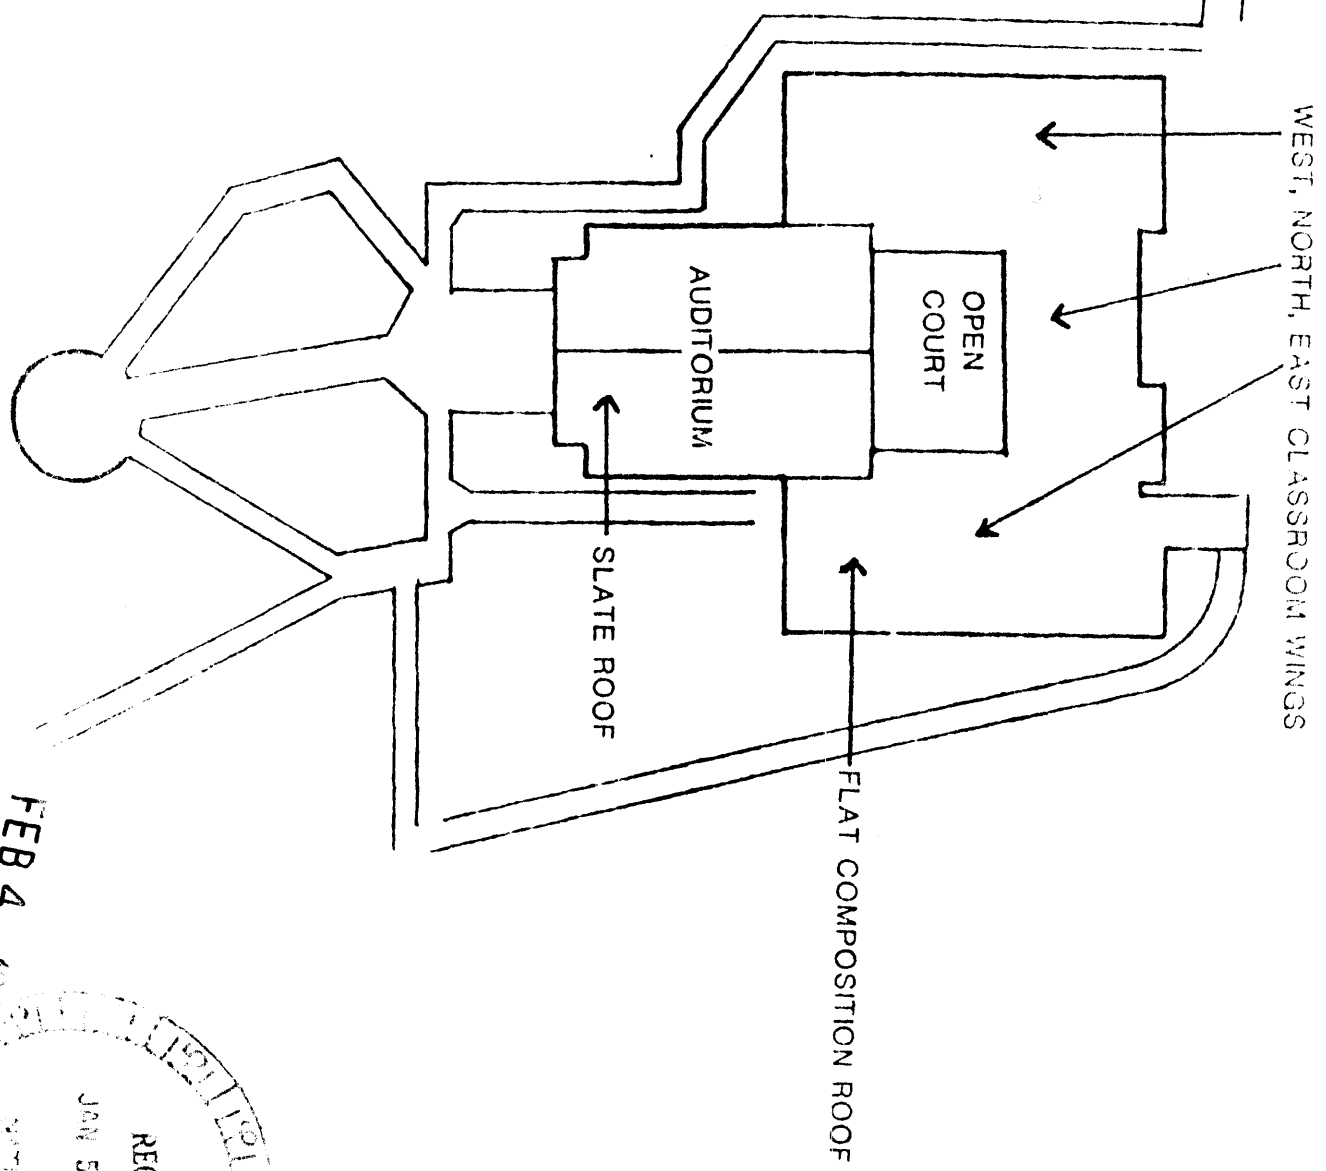 WEST, NORTH, EAST CLASSROOM WINGS
OPEN
COURT
AUDITORIUM
SLATE ROOF
FLAT COMPOSITION ROOF
FEB 4
JAN 5